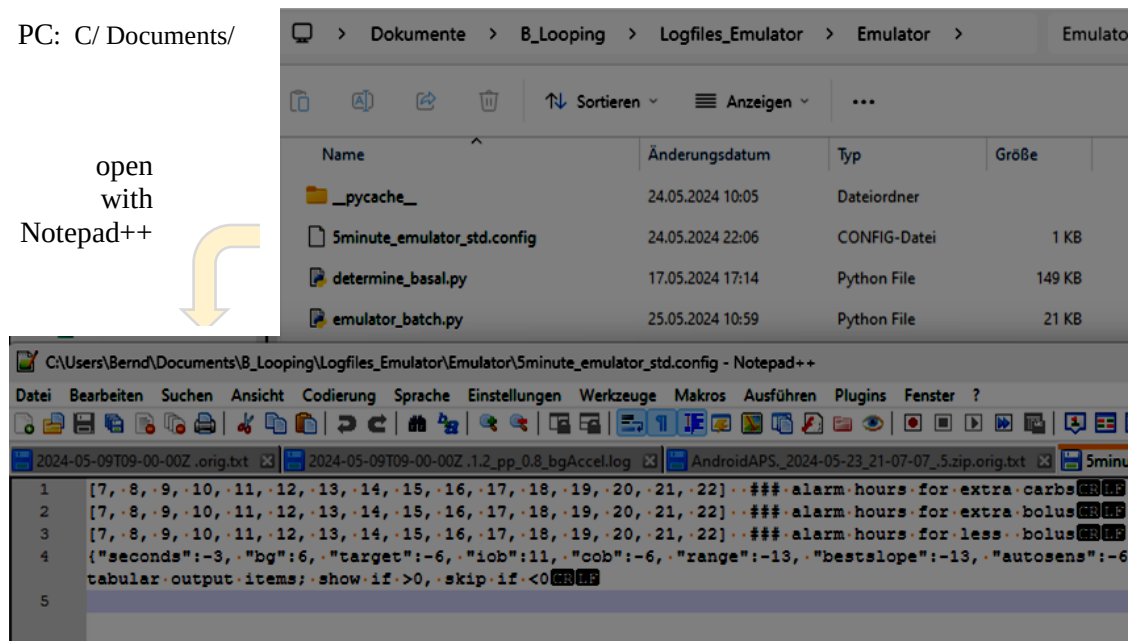 PC: C/ Documents/
Dokumente > B_Looping > Logfiles_Emulator > Emulator > Emulato
Sortieren Anzeigen
open
with
Notepad++
Name Änderungsdatum Typ Größe
__pycache__ 24.05.2024 10:05 Dateiordner
5minute_emulator_std.config 24.05.2024 22:06 CONFIG-Datei 1 KB
determine_basal.py 17.05.2024 17:14 Python File 149 KB
emulator_batch.py 25.05.2024 10:59 Python File 21 KB
C:\Users\Bernd\Documents\B_Looping\Logfiles_Emulator\Emulator\5minute_emulator_std.config - Notepad++
Datei Bearbeiten Suchen Ansicht Codierung Sprache Einstellungen Werkzeuge Makros Ausführen Plugins Fenster ?
2024-05-09T09-00-00Z .orig.txt 2024-05-09T09-00-00Z .1.2_pp_0.8_bgAccel.log AndroidAPS._2024-05-23_21-07-07_.5.zip.orig.txt 5minu
1 [7, 8, 9, 10, 11, 12, 13, 14, 15, 16, 17, 18, 19, 20, 21, 22] ### alarm hours for extra carbs CR LF
2 [7, 8, 9, 10, 11, 12, 13, 14, 15, 16, 17, 18, 19, 20, 21, 22] ### alarm hours for extra bolus CR LF
3 [7, 8, 9, 10, 11, 12, 13, 14, 15, 16, 17, 18, 19, 20, 21, 22] ### alarm hours for less bolus CR LF
4 {"seconds":-3, "bg":6, "target":-6, "iob":11, "cob":-6, "range":-13, "bestslope":-13, "autosens":-6
tabular output items; show if >0, skip if <0 CR LF
5